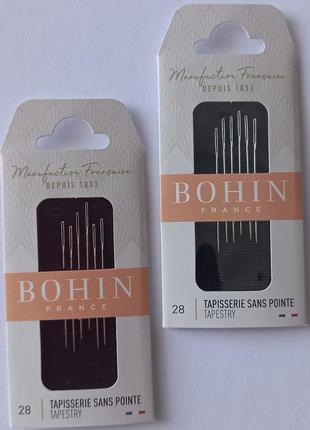 Manufacture Française
DEPUIS 1833
BOHIN
FRANCE
28 TAPISSERIE SANS POINTE
TAPESTRY
Manufacture Française
DEPUIS 1833
BOHIN
FRANCE
28 TAPISSERIE SANS POINTE
TAPESTRY